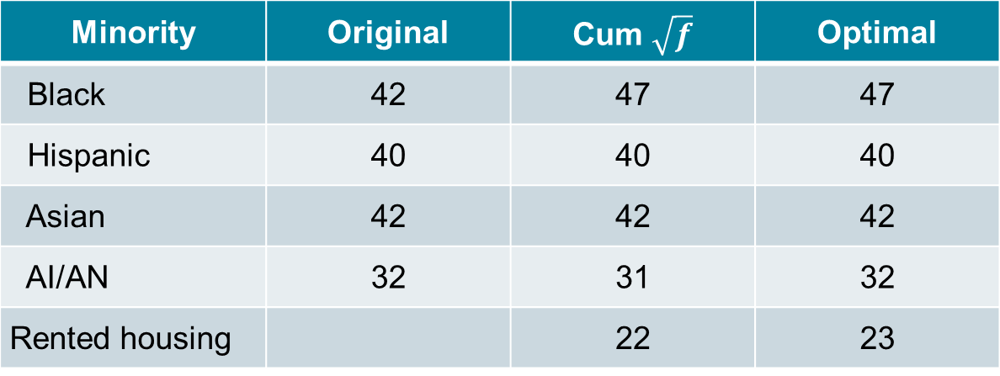 Minority Original Cum √f Optimal
Black 42 47 47
Hispanic 40 40 40
Asian 42 42 42
AI/AN 32 31 32
Rented housing 22 23